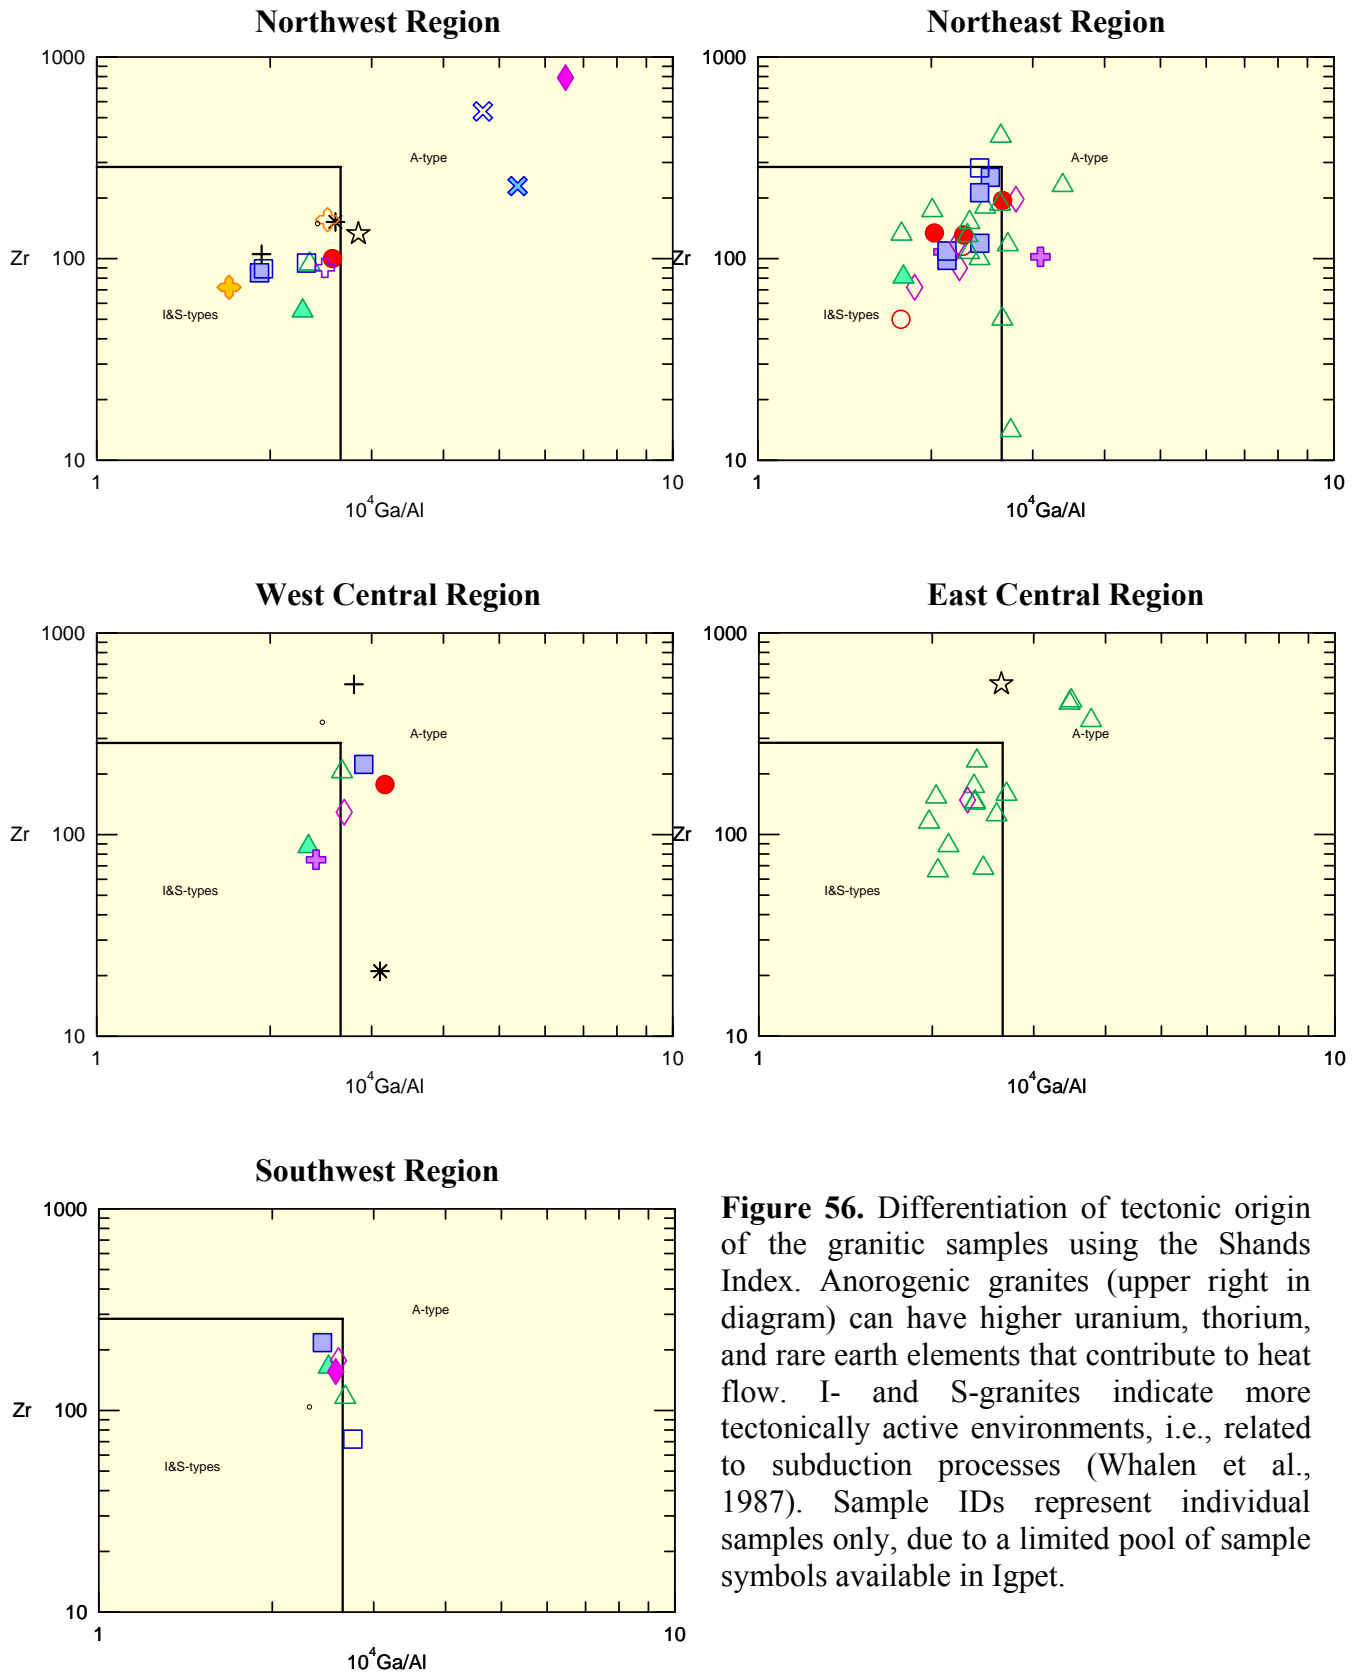 Northwest Region
1000
100
10
Zr
A-type
I&S-types
1
10
10⁴Ga/Al
Northeast Region
1000
100
10
Zr
A-type
I&S-types
1
10
10⁴Ga/Al
West Central Region
1000
100
10
Zr
A-type
I&S-types
1
10
10⁴Ga/Al
East Central Region
1000
100
10
Zr
A-type
I&S-types
1
10
10⁴Ga/Al
Southwest Region
1000
100
10
Zr
A-type
I&S-types
1
10
10⁴Ga/Al
Figure 56. Differentiation of tectonic origin
of the granitic samples using the Shands
Index. Anorogenic granites (upper right in
diagram) can have higher uranium, thorium,
and rare earth elements that contribute to heat
flow. I- and S-granites indicate more
tectonically active environments, i.e., related
to subduction processes (Whalen et al.,
1987). Sample IDs represent individual
samples only, due to a limited pool of sample
symbols available in Igpet.